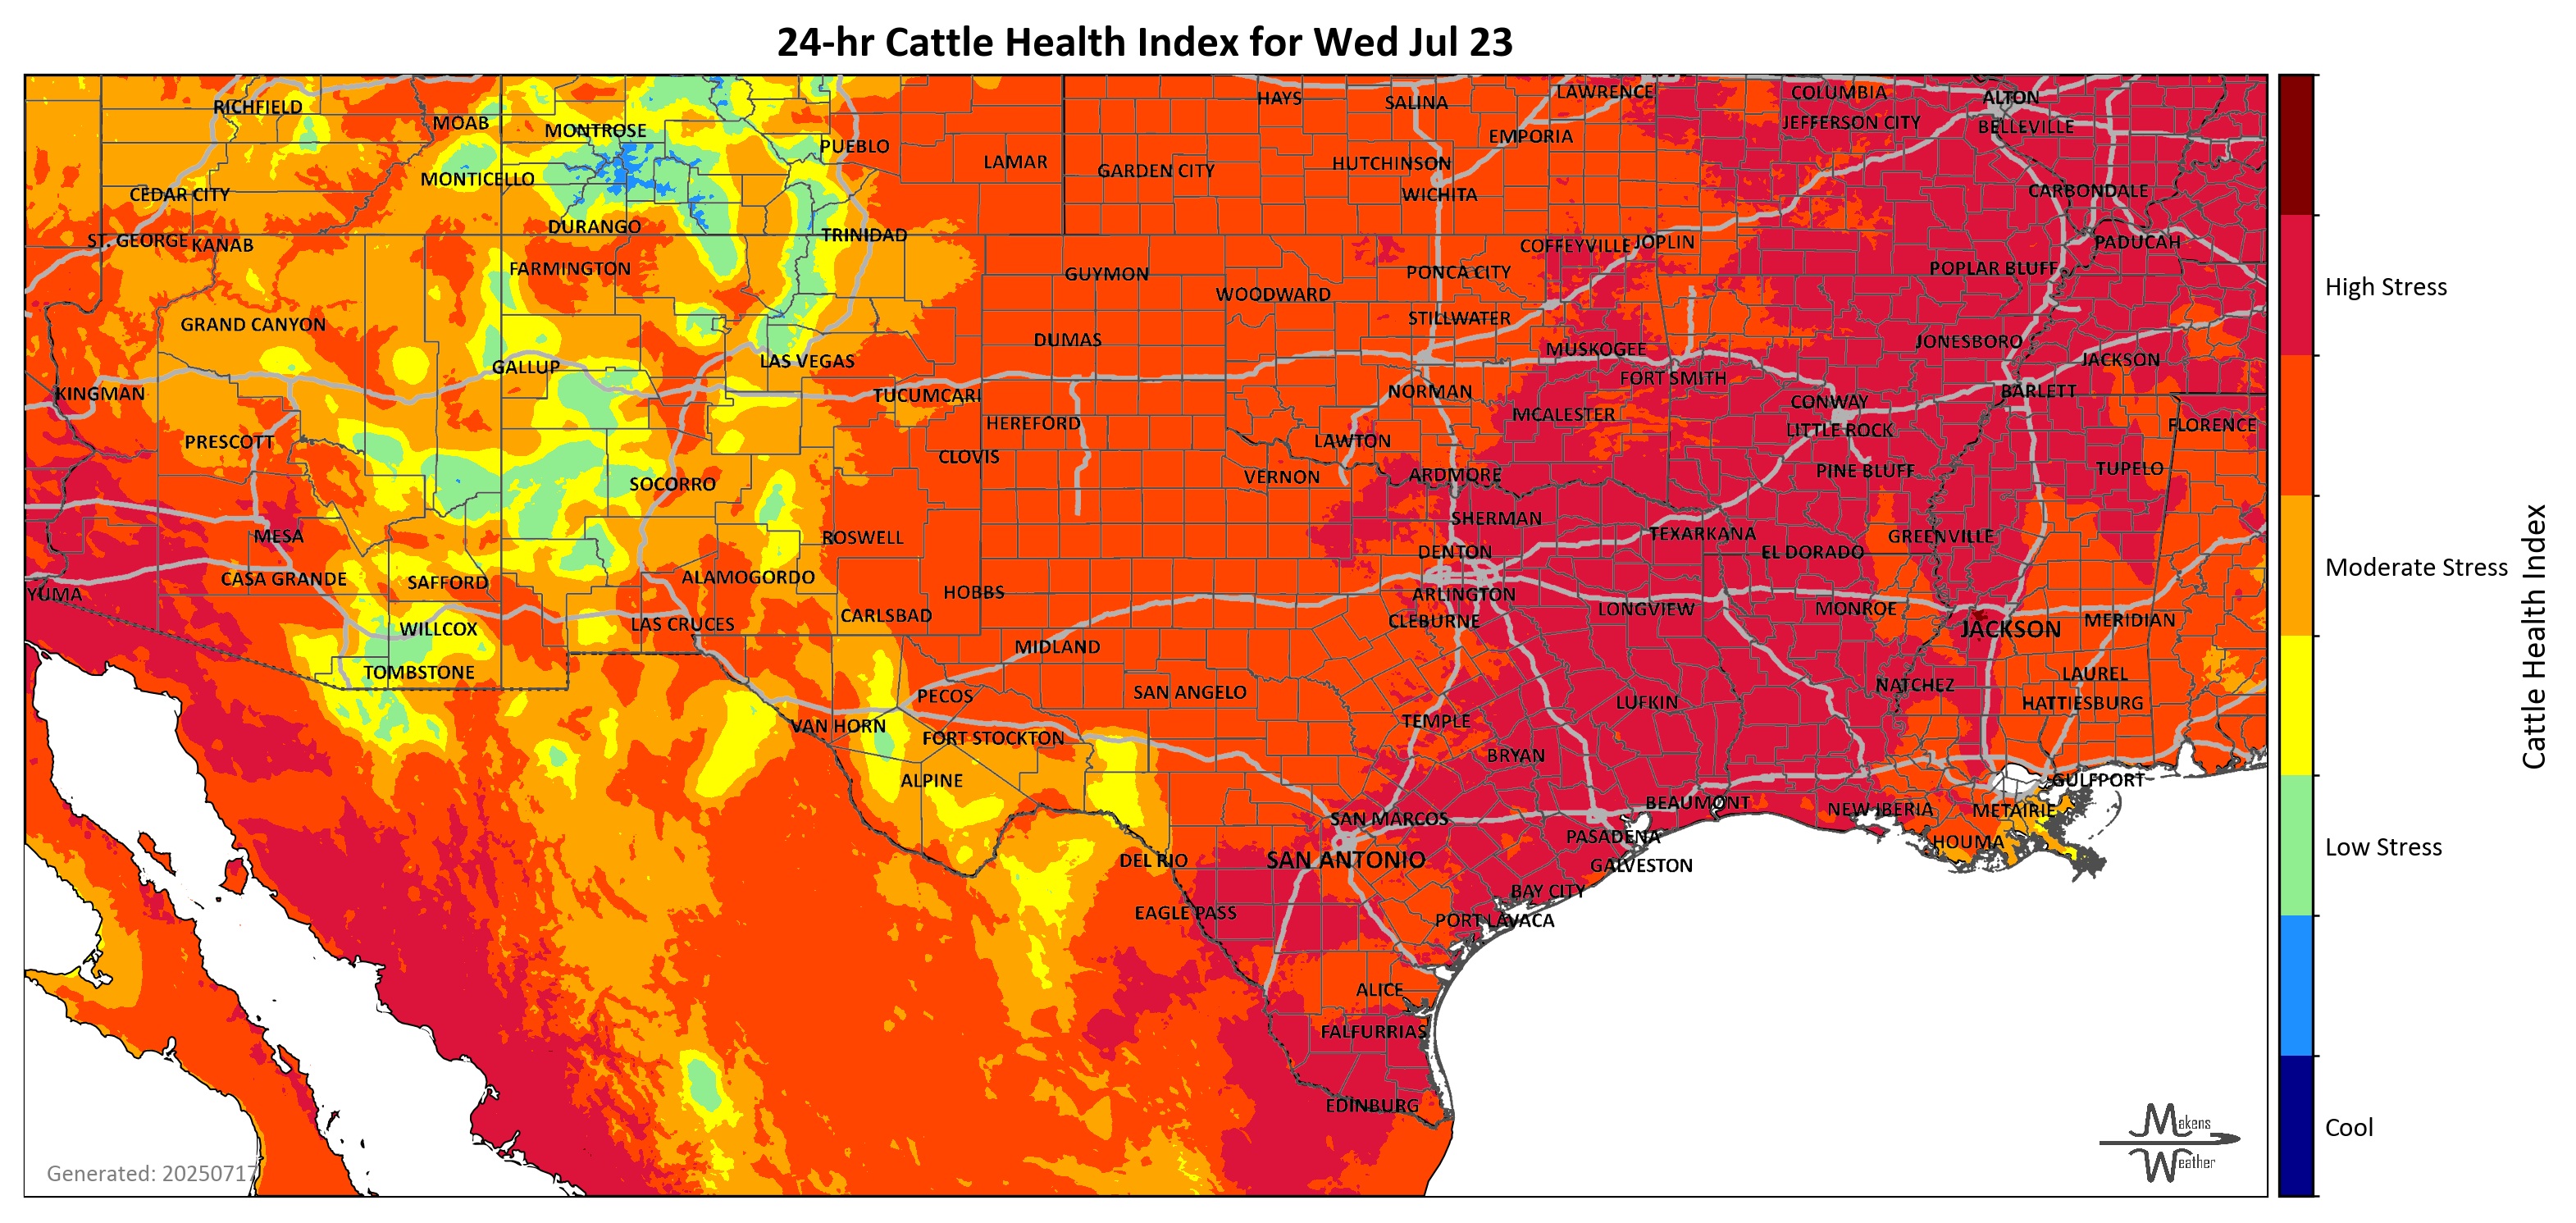 24-hr Cattle Health Index for Wed Jul 23
RICHFIELD
MOAB
MONTROSE
PUEBLO
LAMAR
HAYS
SALINA
LAWRENCE
COLUMBIA
ALTON
JEFFERSON CITY
BELLEVILLE
EMPORIA
HUTCHINSON
GARDEN CITY
WICHITA
MONTICELLO
CEDAR CITY
CARBONDALE
DURANGO
TRINIDAD
ST. GEORGE
KANAB
COFFEYVILLE
JOPLIN
PADUCAH
FARMINGTON
GUYMON
PONCA CITY
POPLAR BLUFF
WOODWARD
GRAND CANYON
STILLWATER
DUMAS
JONESBORO
MUSKOGEE
LAS VEGAS
GALLUP
JACKSON
FORT SMITH
KINGMAN
TUCUMCARI
NORMAN
BARLETT
CONWAY
MCALESTER
HEREFORD
FLORENCE
LITTLE ROCK
PRESCOTT
LAWTON
CLOVIS
TUPELO
PINE BLUFF
VERNON
ARDMORE
SOCORRO
SHERMAN
MESA
ROSWELL
TEXARKANA
GREENVILLE
DENTON
EL DORADO
CASA GRANDE
SAFFORD
ALAMOGORDO
YUMA
HOBBS
ARLINGTON
LONGVIEW
MONROE
CARLSBAD
CLEBURNE
MERIDIAN
WILLCOX
LAS CRUCES
JACKSON
MIDLAND
TOMBSTONE
LAUREL
NATCHEZ
PECOS
SAN ANGELO
LUFKIN
HATTIESBURG
VAN HORN
TEMPLE
FORT STOCKTON
BRYAN
ALPINE
GULFPORT
BEAUMONT
NEW IBERIA
METAIRIE
SAN MARCOS
PASADENA
HOUMA
DEL RIO
SAN ANTONIO
GALVESTON
BAY CITY
EAGLE PASS
PORT LAVACA
ALICE
FALFURRIAS
EDINBURG
High Stress
Moderate Stress
Low Stress
Cool
Cattle Health Index
Makens
Weather
Generated: 20250717